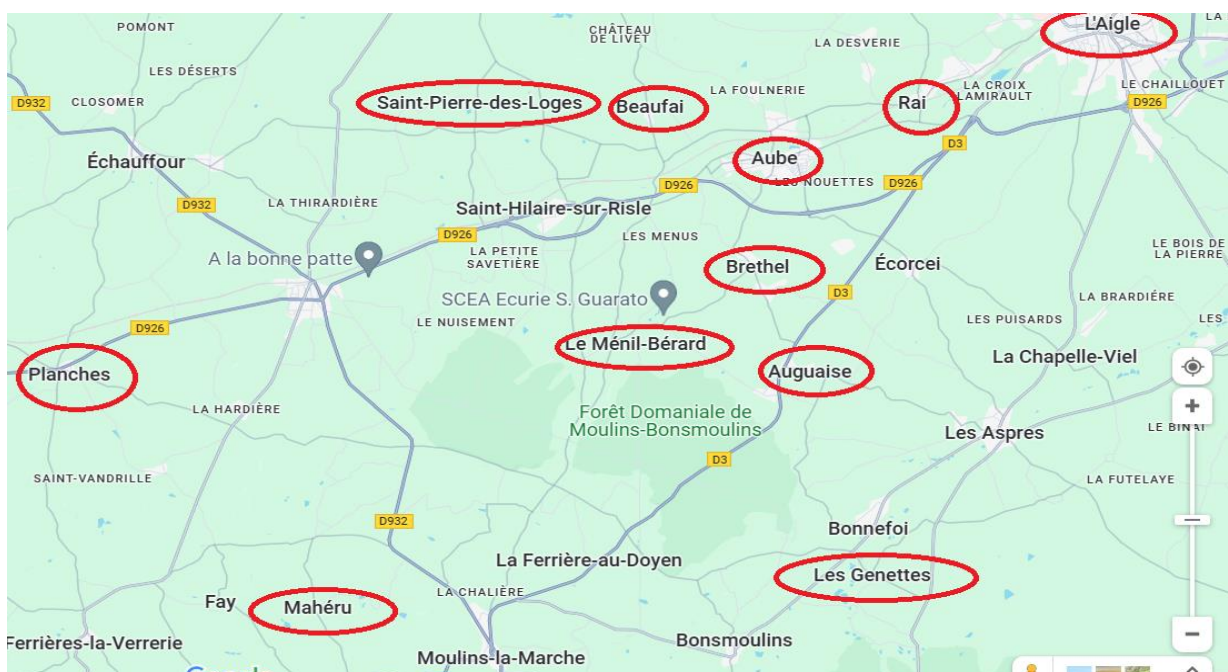 POMONT
CHÂTEAU
DE LIVET
LA DESVERIE
L'Aigle
LA
LES DÉSERTS
D932
CLOSOMER
Saint-Pierre-des-Loges
Beaufai
LA FOULNERIE
Rai
LA CROIX
LAMIRAULT
LE CHAILLOUET
D926
D3
Échauffour
Aube
LES NOUETTES
D926
D926
D932
LA THIRARDIÈRE
Saint-Hilaire-sur-Risle
D926
LES MENUS
LA PETITE
SAVETIÈRE
A la bonne patte
Brethel
Écorcei
LE BOIS DE
LA PIERRE
SCEA Ecurie S. Guarato
D3
LA BRARDIÈRE
D926
LE NUISEMENT
LES PUISARDS
LES
Le Ménil-Bérard
La Chapelle-Viel
Planches
Auguaise
LA HARDIÈRE
Forêt Domaniale de
Moulins-Bonsmoulins
Les Aspres
D3
SAINT-VANDRILLE
LA FUTELAYE
D932
Bonnefoi
La Ferrière-au-Doyen
Les Genettes
LA CHALIÈRE
Fay
Mahéru
Ferrières-la-Verrerie
Bonsmoulins
Moulins-la-Marche